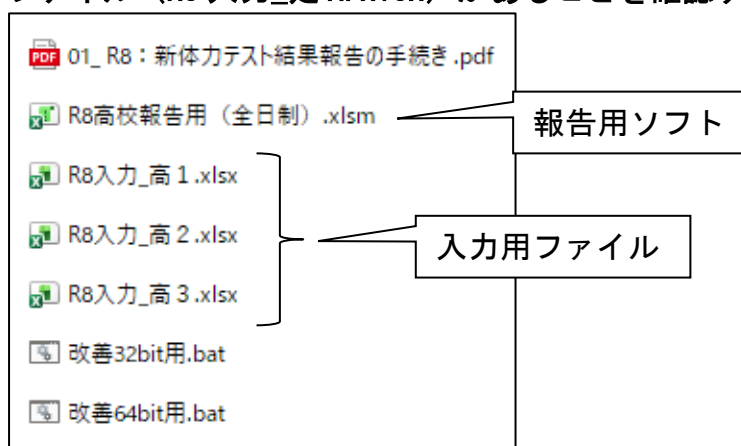 01_ R8：新体力テスト結果報告の手続き.pdf
R8高校報告用（全日制）.xlsm
報告用ソフト
R8入力_高１.xlsx
R8入力_高２.xlsx
入力用ファイル
R8入力_高３.xlsx
改善32bit用.bat
改善64bit用.bat